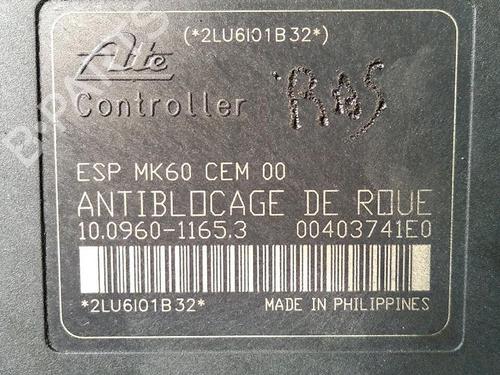 (*2LU6I01B32*)
Ate
Controller
RAS
ESP MK60 CEM 00
ANTIBLOCAGE DE ROUE
10.0960-1165.3 00403741E0
*2LU6I01B32*
MADE IN PHILIPPINES
B-PARTS